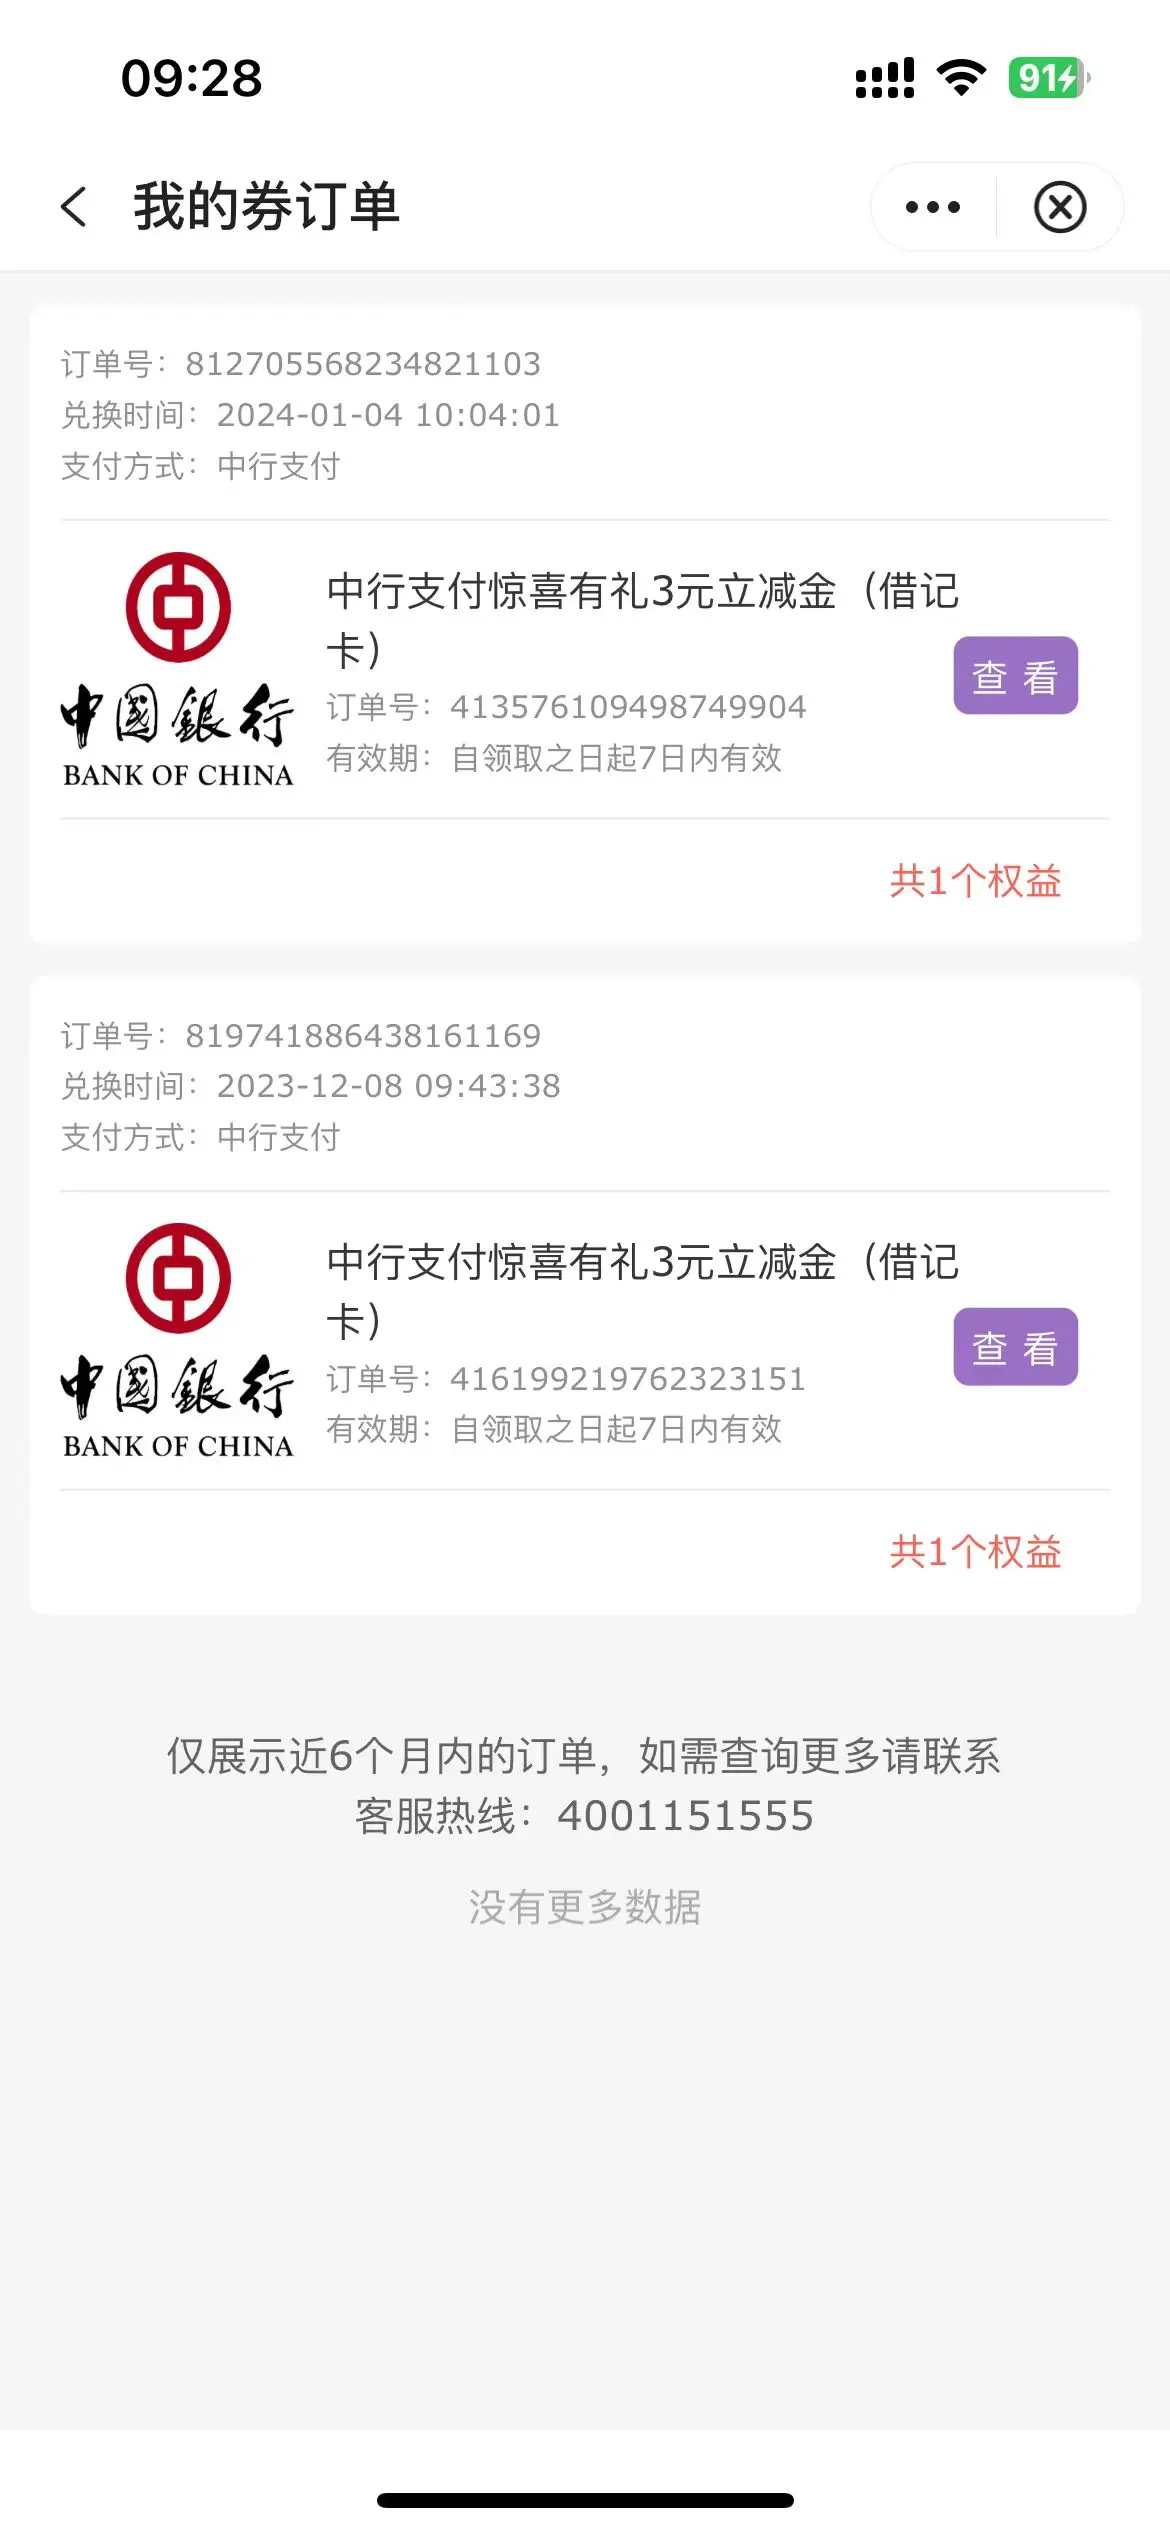 09:28
91
我的券订单
订单号：812705568234821103
兑换时间：2024-01-04 10:04:01
支付方式：中行支付
中行支付惊喜有礼3元立减金（借记
卡）
查 看
订单号：413576109498749904
有效期：自领取之日起7日内有效
中國銀行
BANK OF CHINA
共1个权益
订单号：819741886438161169
兑换时间：2023-12-08 09:43:38
支付方式：中行支付
中行支付惊喜有礼3元立减金（借记
卡）
查 看
订单号：416199219762323151
有效期：自领取之日起7日内有效
中國銀行
BANK OF CHINA
共1个权益
仅展示近6个月内的订单，如需查询更多请联系
客服热线：4001151555
没有更多数据